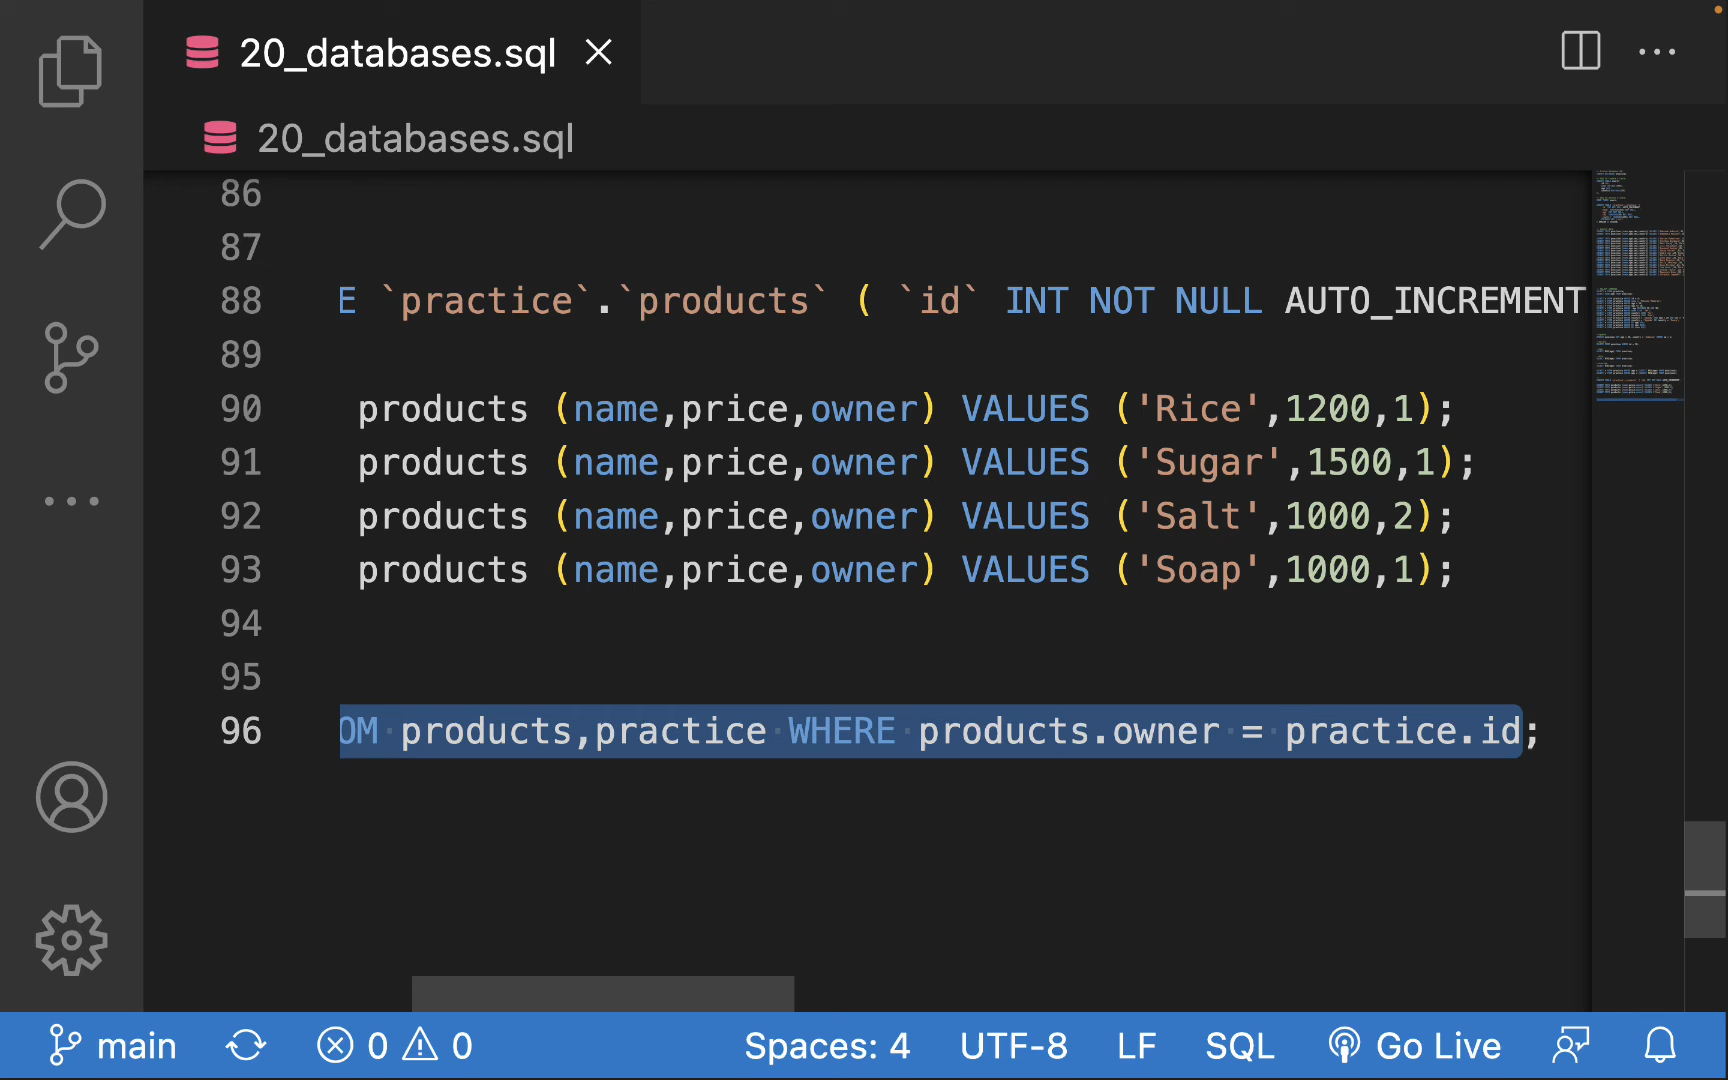 20_databases.sql
20_databases.sql
86
87
88 E `practice`.`products` ( `id` INT NOT NULL AUTO_INCREMENT
89
90 products (name,price,owner) VALUES ('Rice',1200,1);
91 products (name,price,owner) VALUES ('Sugar',1500,1);
92 products (name,price,owner) VALUES ('Salt',1000,2);
93 products (name,price,owner) VALUES ('Soap',1000,1);
94
95
96 OM products,practice WHERE products.owner = practice.id;
main 0 0 Spaces: 4 UTF-8 LF SQL Go Live